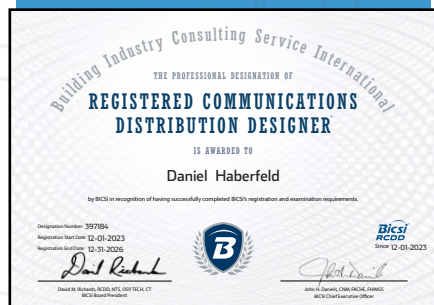 Building Industry Consulting Service International
THE PROFESSIONAL DESIGNATION OF
REGISTERED COMMUNICATIONS
DISTRIBUTION DESIGNER
IS AWARDED TO
Daniel Haberfeld
by BICSI in recognition of having successfully completed BICSI's registration and examination requirements.
Designation Number: 397184
Registration Start Date: 12-01-2023
Registration End Date: 12-31-2026
B
Bicsi
RCDD
Since 12-01-2023
David M. Richards, RCDD, NTS, OSP, TECH, CT
BICSI Board President
John H. Daniels, CNM, FACHE, FHIMSS
BICSI Chief Executive Officer